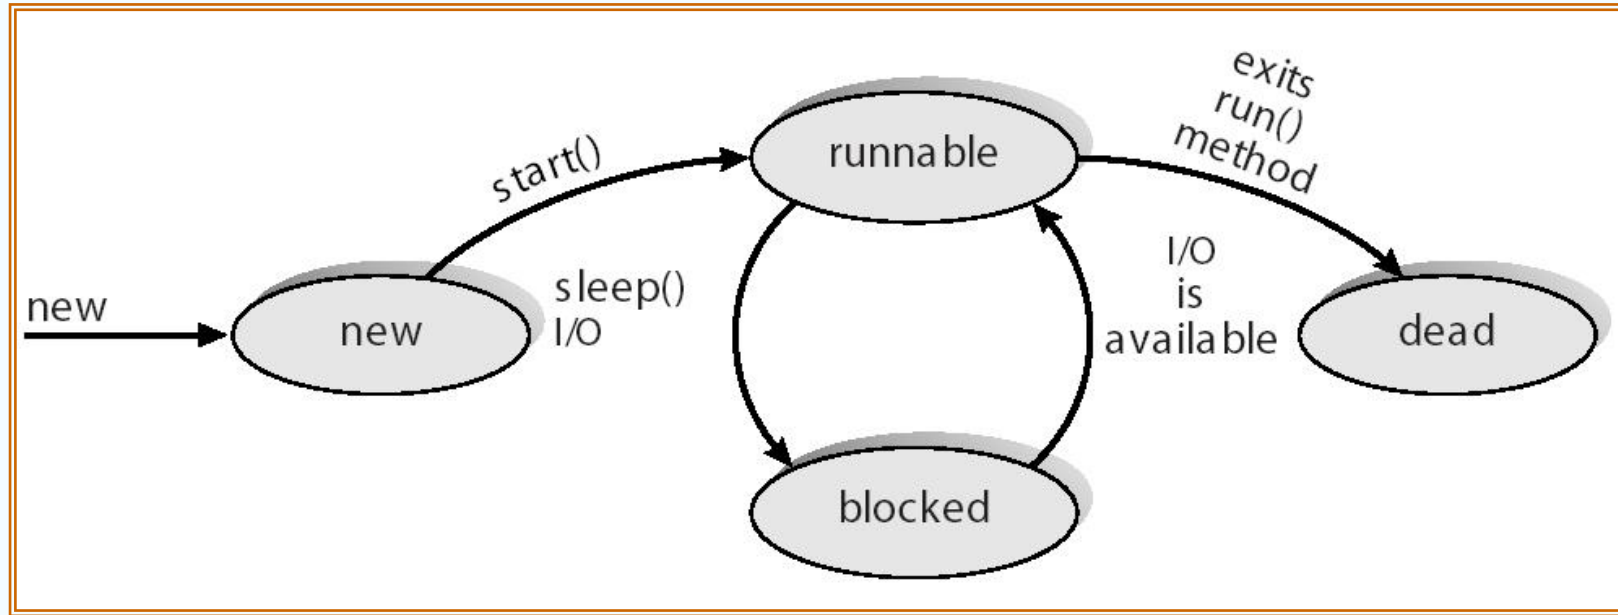 new
new
start()
sleep()
I/O
runnable
blocked
I/O
is
available
exits
run()
method
dead